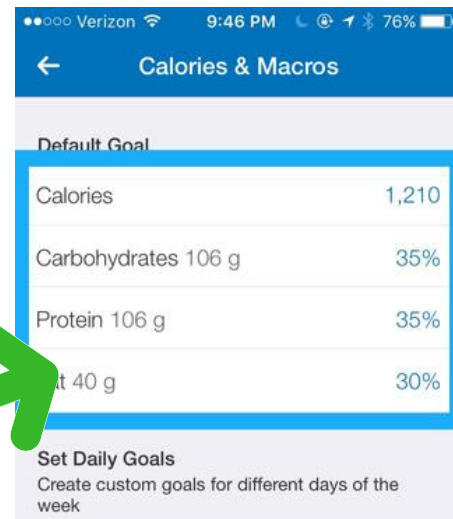 Verizon 9:46 PM 76%
Calories & Macros
Default Goal
Calories 1,210
Carbohydrates 106 g 35%
Protein 106 g 35%
40 g 30%
Set Daily Goals
Create custom goals for different days of the
week